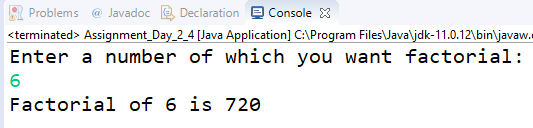 Problems @ Javadoc Declaration Console
<terminated> Assignment_Day_2_4 [Java Application] C:\Program Files\Java\jdk-11.0.12\bin\javaw.
Enter a number of which you want factorial:
6
Factorial of 6 is 720